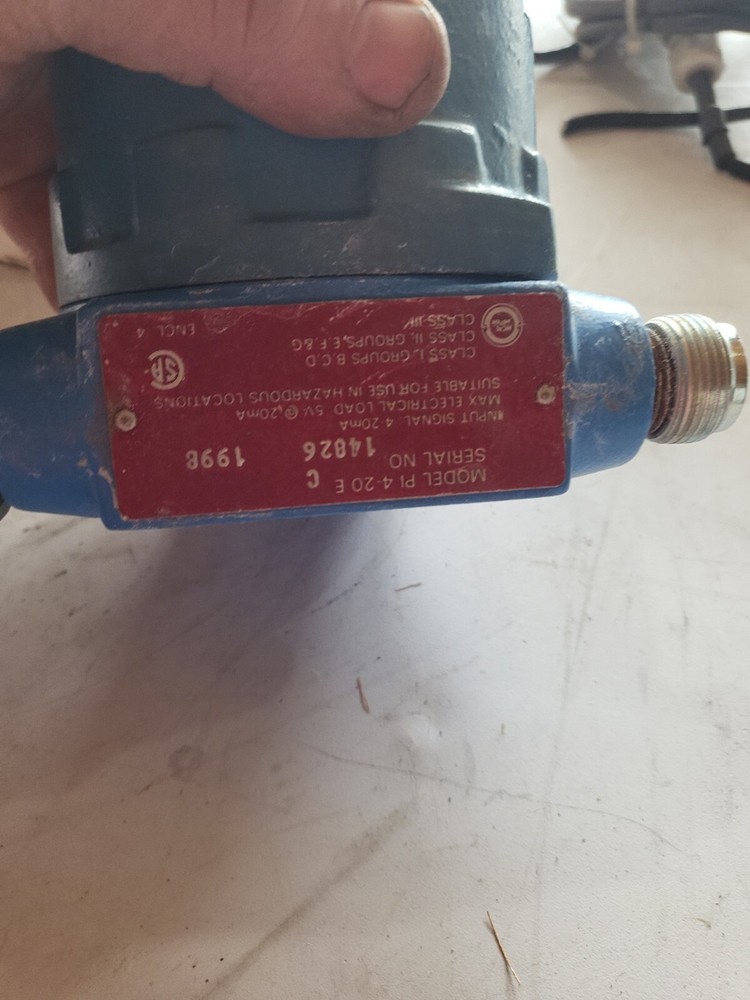 MODEL PI 4-20 E C
SERIAL NO 14826 1998
INPUT SIGNAL: 4 20mA
MAX ELECTRICAL LOAD 5V @ 20mA
SUITABLE FOR USE IN HAZARDOUS LOCATIONS
CLASS I, GROUPS B C D
CLASS II, GROUPS, E F & G
CLASS III
ENCL 4
SA